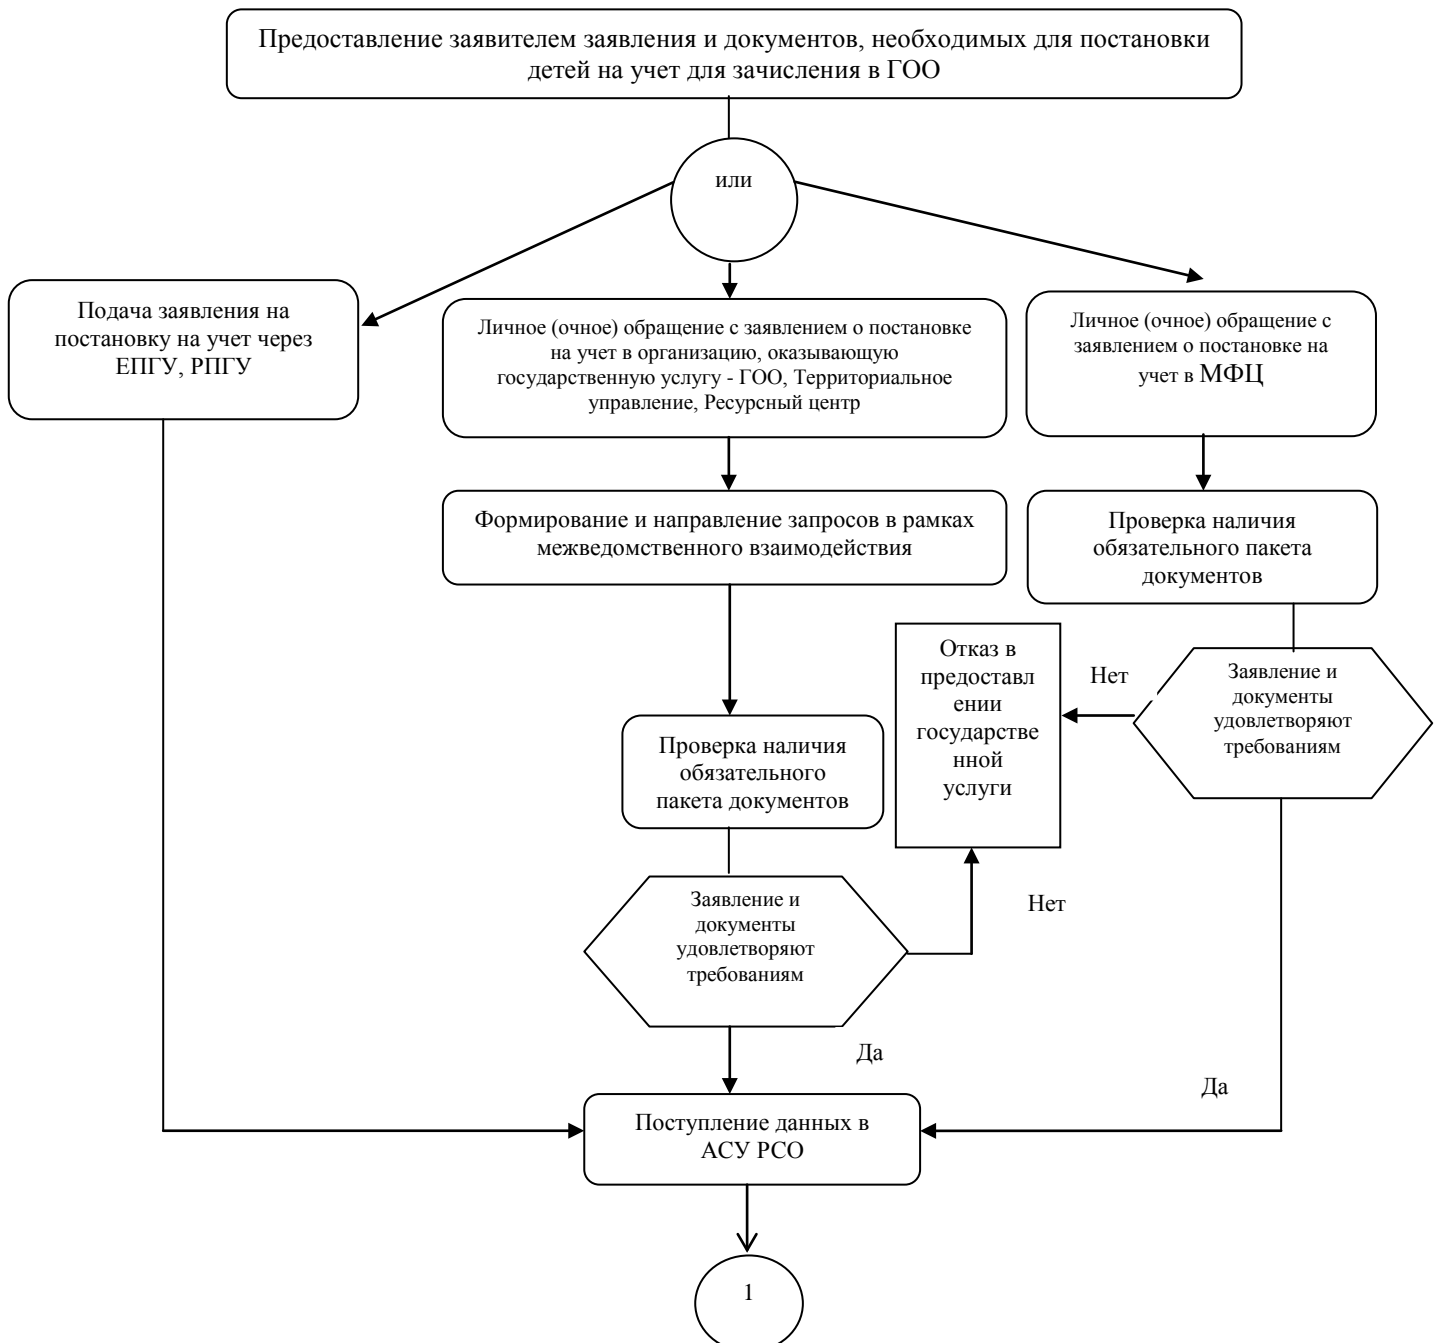 Предоставление заявителем заявления и документов, необходимых для постановки
детей на учет для зачисления в ГОО
или
Подача заявления на
постановку на учет через
ЕПГУ, РПГУ
Личное (очное) обращение с заявлением о постановке
на учет в организацию, оказывающую
государственную услугу - ГОО, Территориальное
управление, Ресурсный центр
Личное (очное) обращение с
заявлением о постановке на
учет в МФЦ
Формирование и направление запросов в рамках
межведомственного взаимодействия
Проверка наличия
обязательного пакета
документов
Отказ в
предоставл
ении
государстве
нной
услуги
Нет
Заявление и
документы
удовлетворяют
требованиям
Проверка наличия
обязательного
пакета документов
Заявление и
документы
удовлетворяют
требованиям
Нет
Да
Да
Поступление данных в
АСУ РСО
1